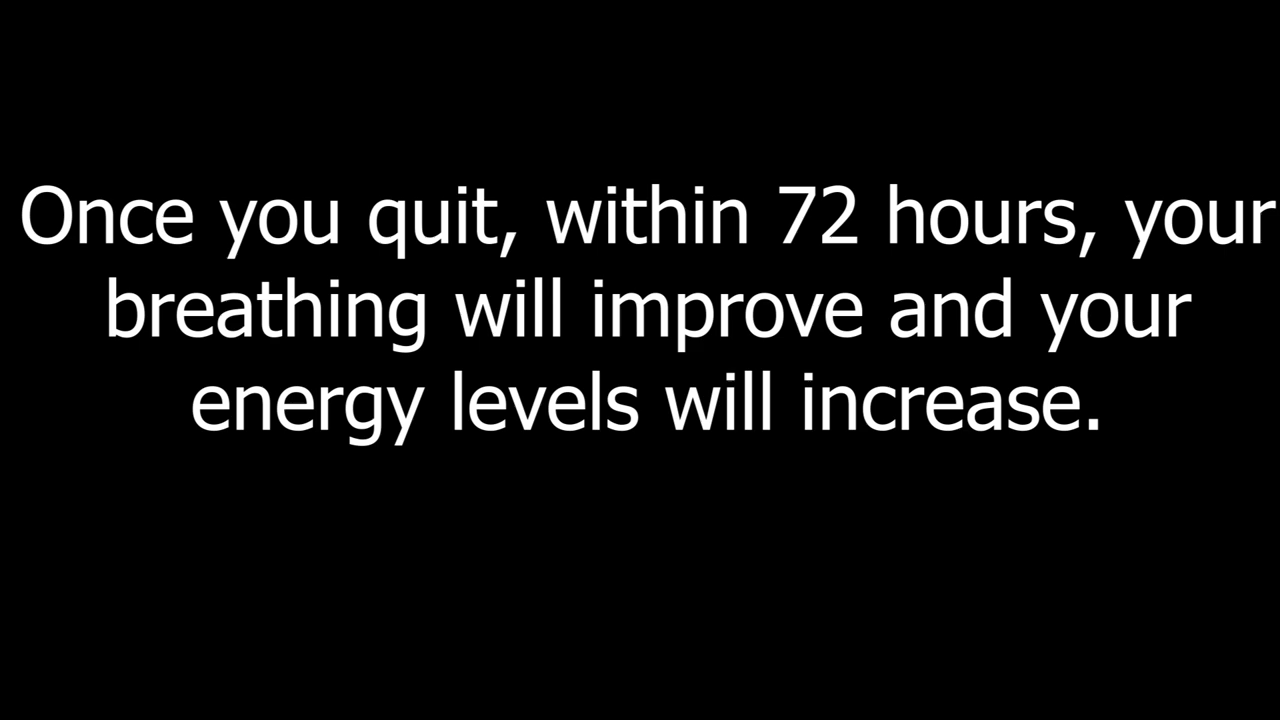 Once you quit, within 72 hours, your
breathing will improve and your
energy levels will increase.